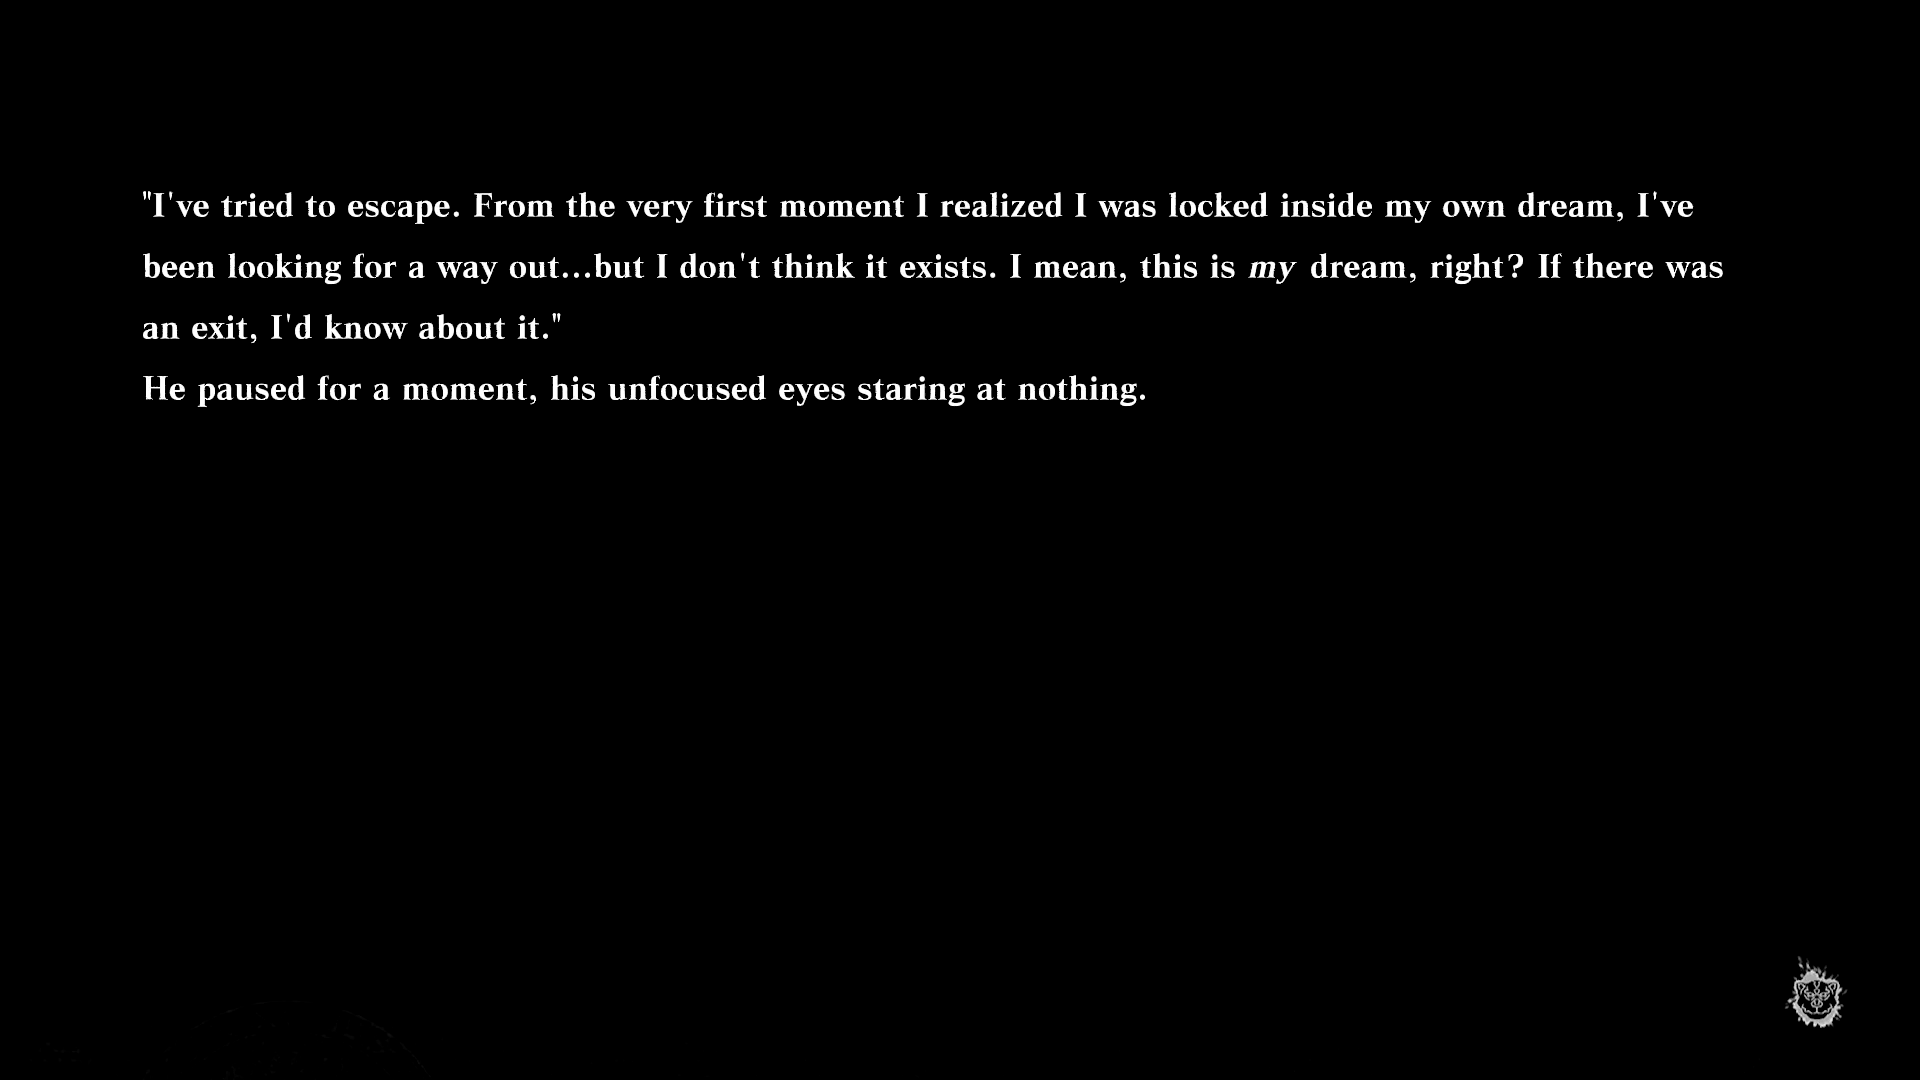 "I've tried to escape. From the very first moment I realized I was locked inside my own dream, I've
been looking for a way out...but I don't think it exists. I mean, this is my dream, right? If there was
an exit, I'd know about it."
He paused for a moment, his unfocused eyes staring at nothing.